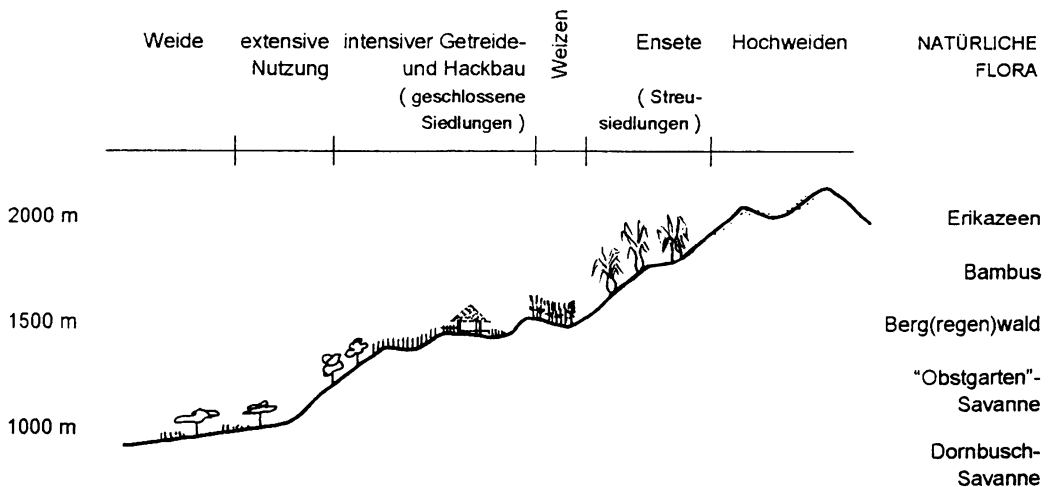 Weide
extensive
Nutzung
intensiver Getreide-
und Hackbau
( geschlossene
Siedlungen )
Weizen
Ensete
( Streu-
siedlungen )
Hochweiden
NATÜRLICHE
FLORA
2000 m
Erikazeen
Bambus
1500 m
Berg(regen)wald
"Obstgarten"-
Savanne
1000 m
Dornbusch-
Savanne